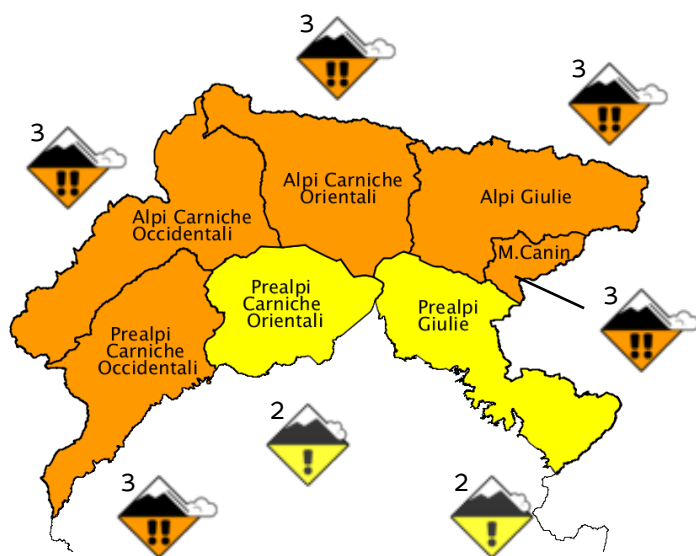 3
3
3
Alpi Carniche
Orientali
Alpi Giulie
Alpi Carniche
Occidentali
M.Canin
Prealpi
Carniche
Orientali
Prealpi
Giulie
3
Prealpi
Carniche
Occidentali
2
3
2